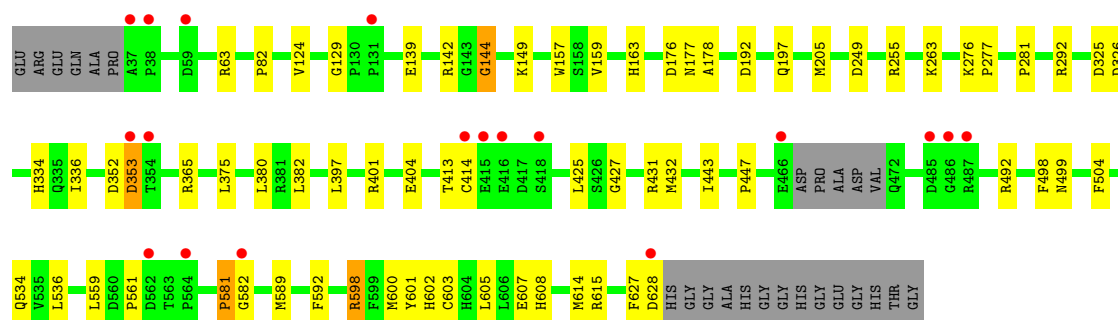 GLU ARG GLU GLN ALA PRO A37 P38 D59 R63 P82 V124 G129 P130 P131 E139 R142 G143 G144 K149 W157 S158 V159 H163 D176 N177 A178 D192 Q197 M205 D249 R255 K263 K276 P277 P281 R292 D325 D326
H334 Q335 I336 D352 D353 T354 R365 L375 L380 R381 L382 L397 R401 E404 T413 C414 E415 E416 D417 S418 L425 S426 G427 R431 M432 I443 P447 E466 ASP PRO ALA ASP VAL Q472 D485 G486 R487 R492 F498 N499 F504
Q534 V535 L536 L559 D560 P561 D562 T563 P564 P581 G582 M589 F592 R598 F599 M600 Y601 H602 C603 H604 L605 L606 E607 H608 M614 R615 F627 D628 HIS GLY GLY ALA HIS GLY GLY HIS GLY GLU GLY HIS THR GLY